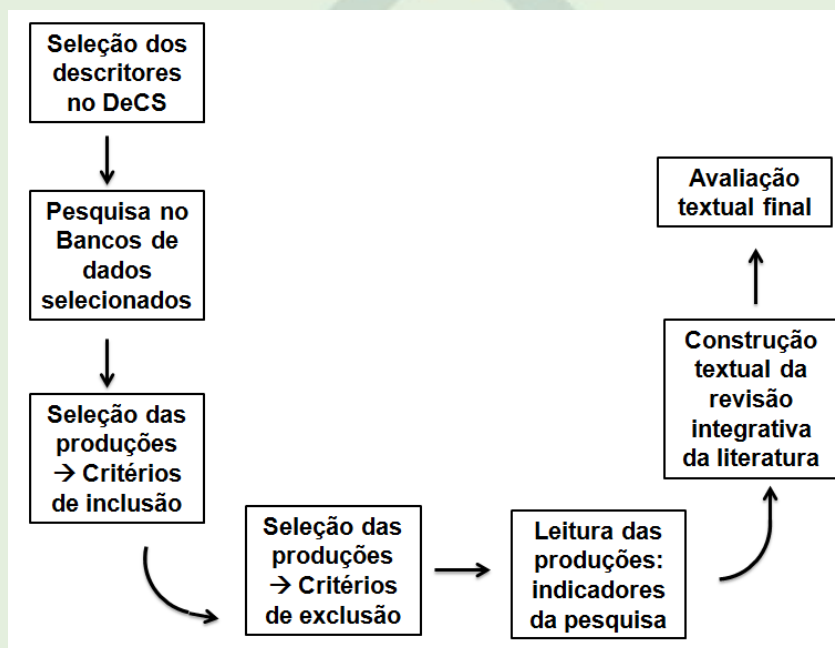 Seleção dos
descritores
no DeCS
Pesquisa no
Bancos de
dados
selecionados
Seleção das
produções
→ Critérios
de inclusão
Seleção das
produções
→ Critérios
de exclusão
Leitura das
produções:
indicadores
da pesquisa
Construção
textual da
revisão
integrativa
da literatura
Avaliação
textual final